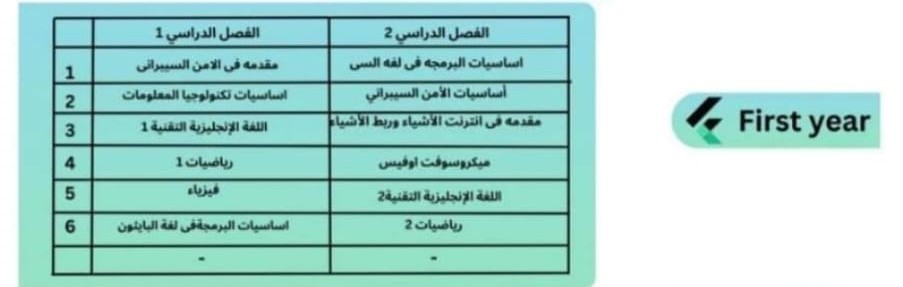 الفصل الدراسي 1 الفصل الدراسي 2
1 مقدمه فى الامن السيبرانى اساسيات البرمجه فى لغه السى
2 اساسيات تكنولوجيا المعلومات أساسيات الأمن السيبراني
3 اللغة الإنجليزية التقنية 1 مقدمه فى انترنت الأشياء وربط الأشياء
4 رياضيات 1 ميكروسوفت اوفيس
5 فيزياء اللغة الإنجليزية التقنية2
6 اساسيات البرمجةفى لغة البايثون رياضيات 2
- -
First year